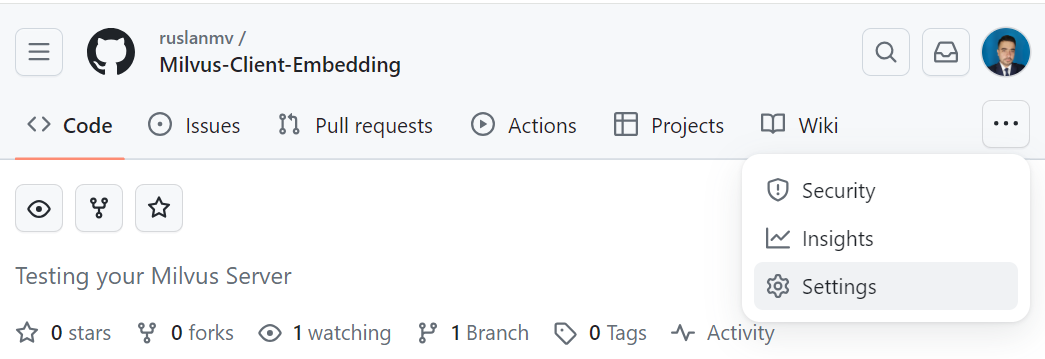 ruslanmv /
Milvus-Client-Embedding
Code Issues Pull requests Actions Projects Wiki
Security
Insights
Settings
Testing your Milvus Server
0 stars 0 forks 1 watching 1 Branch 0 Tags Activity